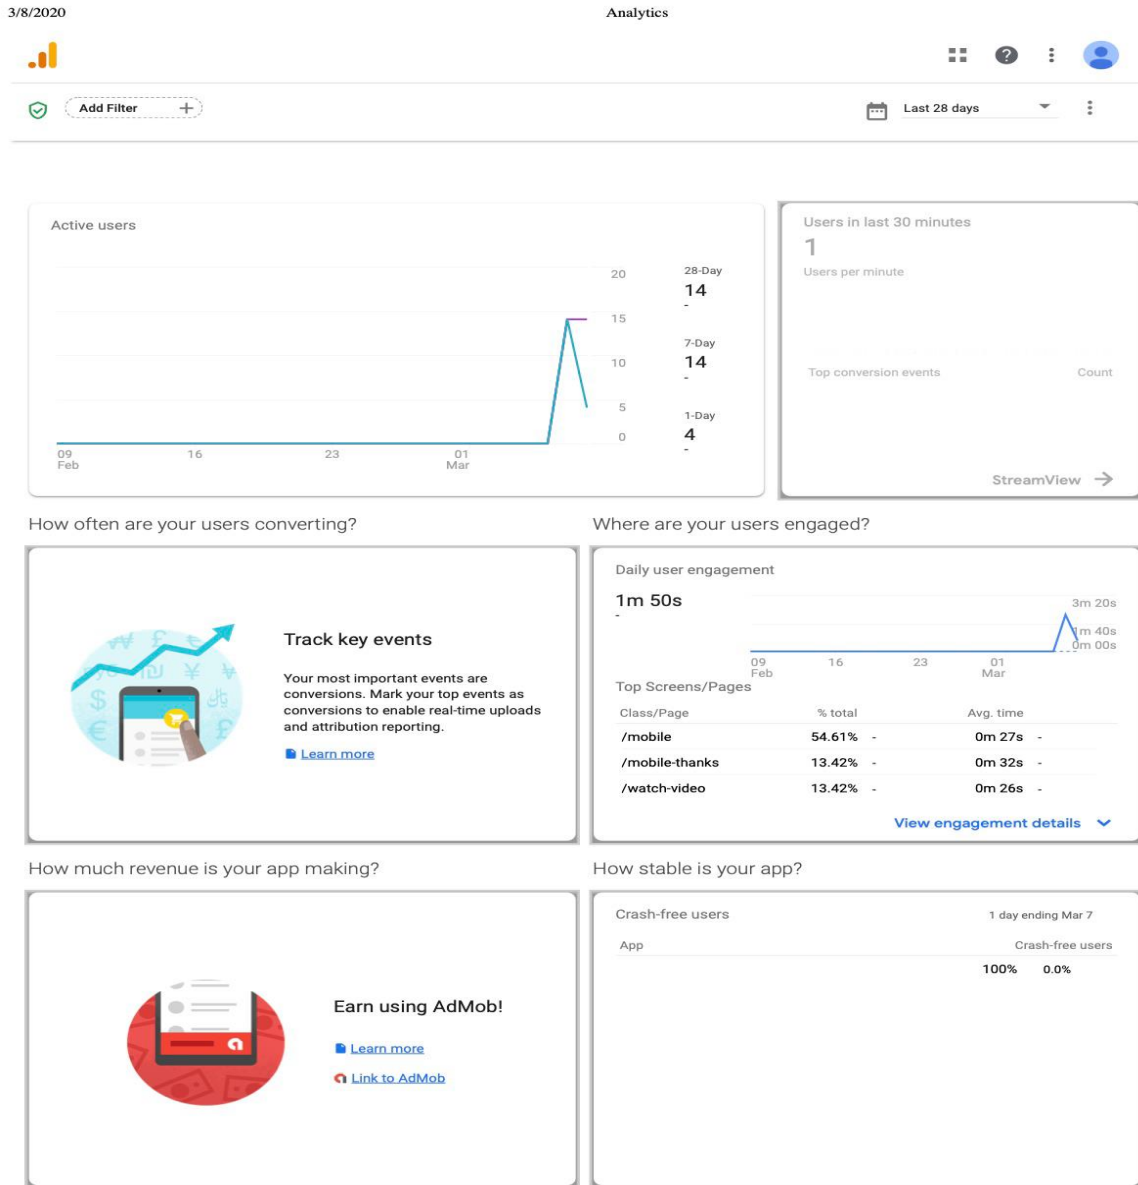 3/8/2020 Analytics
Add Filter
Last 28 days
Active users
20
15
10
5
0
09 Feb 16 23 01 Mar
28-Day
14
-
7-Day
14
-
1-Day
4
-
Users in last 30 minutes
1
Users per minute
Top conversion events Count
StreamView
How often are your users converting?
Track key events
Your most important events are
conversions. Mark your top events as
conversions to enable real-time uploads
and attribution reporting.
Learn more
Where are your users engaged?
Daily user engagement
1m 50s
-
3m 20s
1m 40s
0m 00s
09 Feb 16 23 01 Mar
Top Screens/Pages
Class/Page % total Avg. time
/mobile 54.61% - 0m 27s -
/mobile-thanks 13.42% - 0m 32s -
/watch-video 13.42% - 0m 26s -
View engagement details
How much revenue is your app making?
Earn using AdMob!
Learn more
Link to AdMob
How stable is your app?
Crash-free users 1 day ending Mar 7
App Crash-free users
100% 0.0%